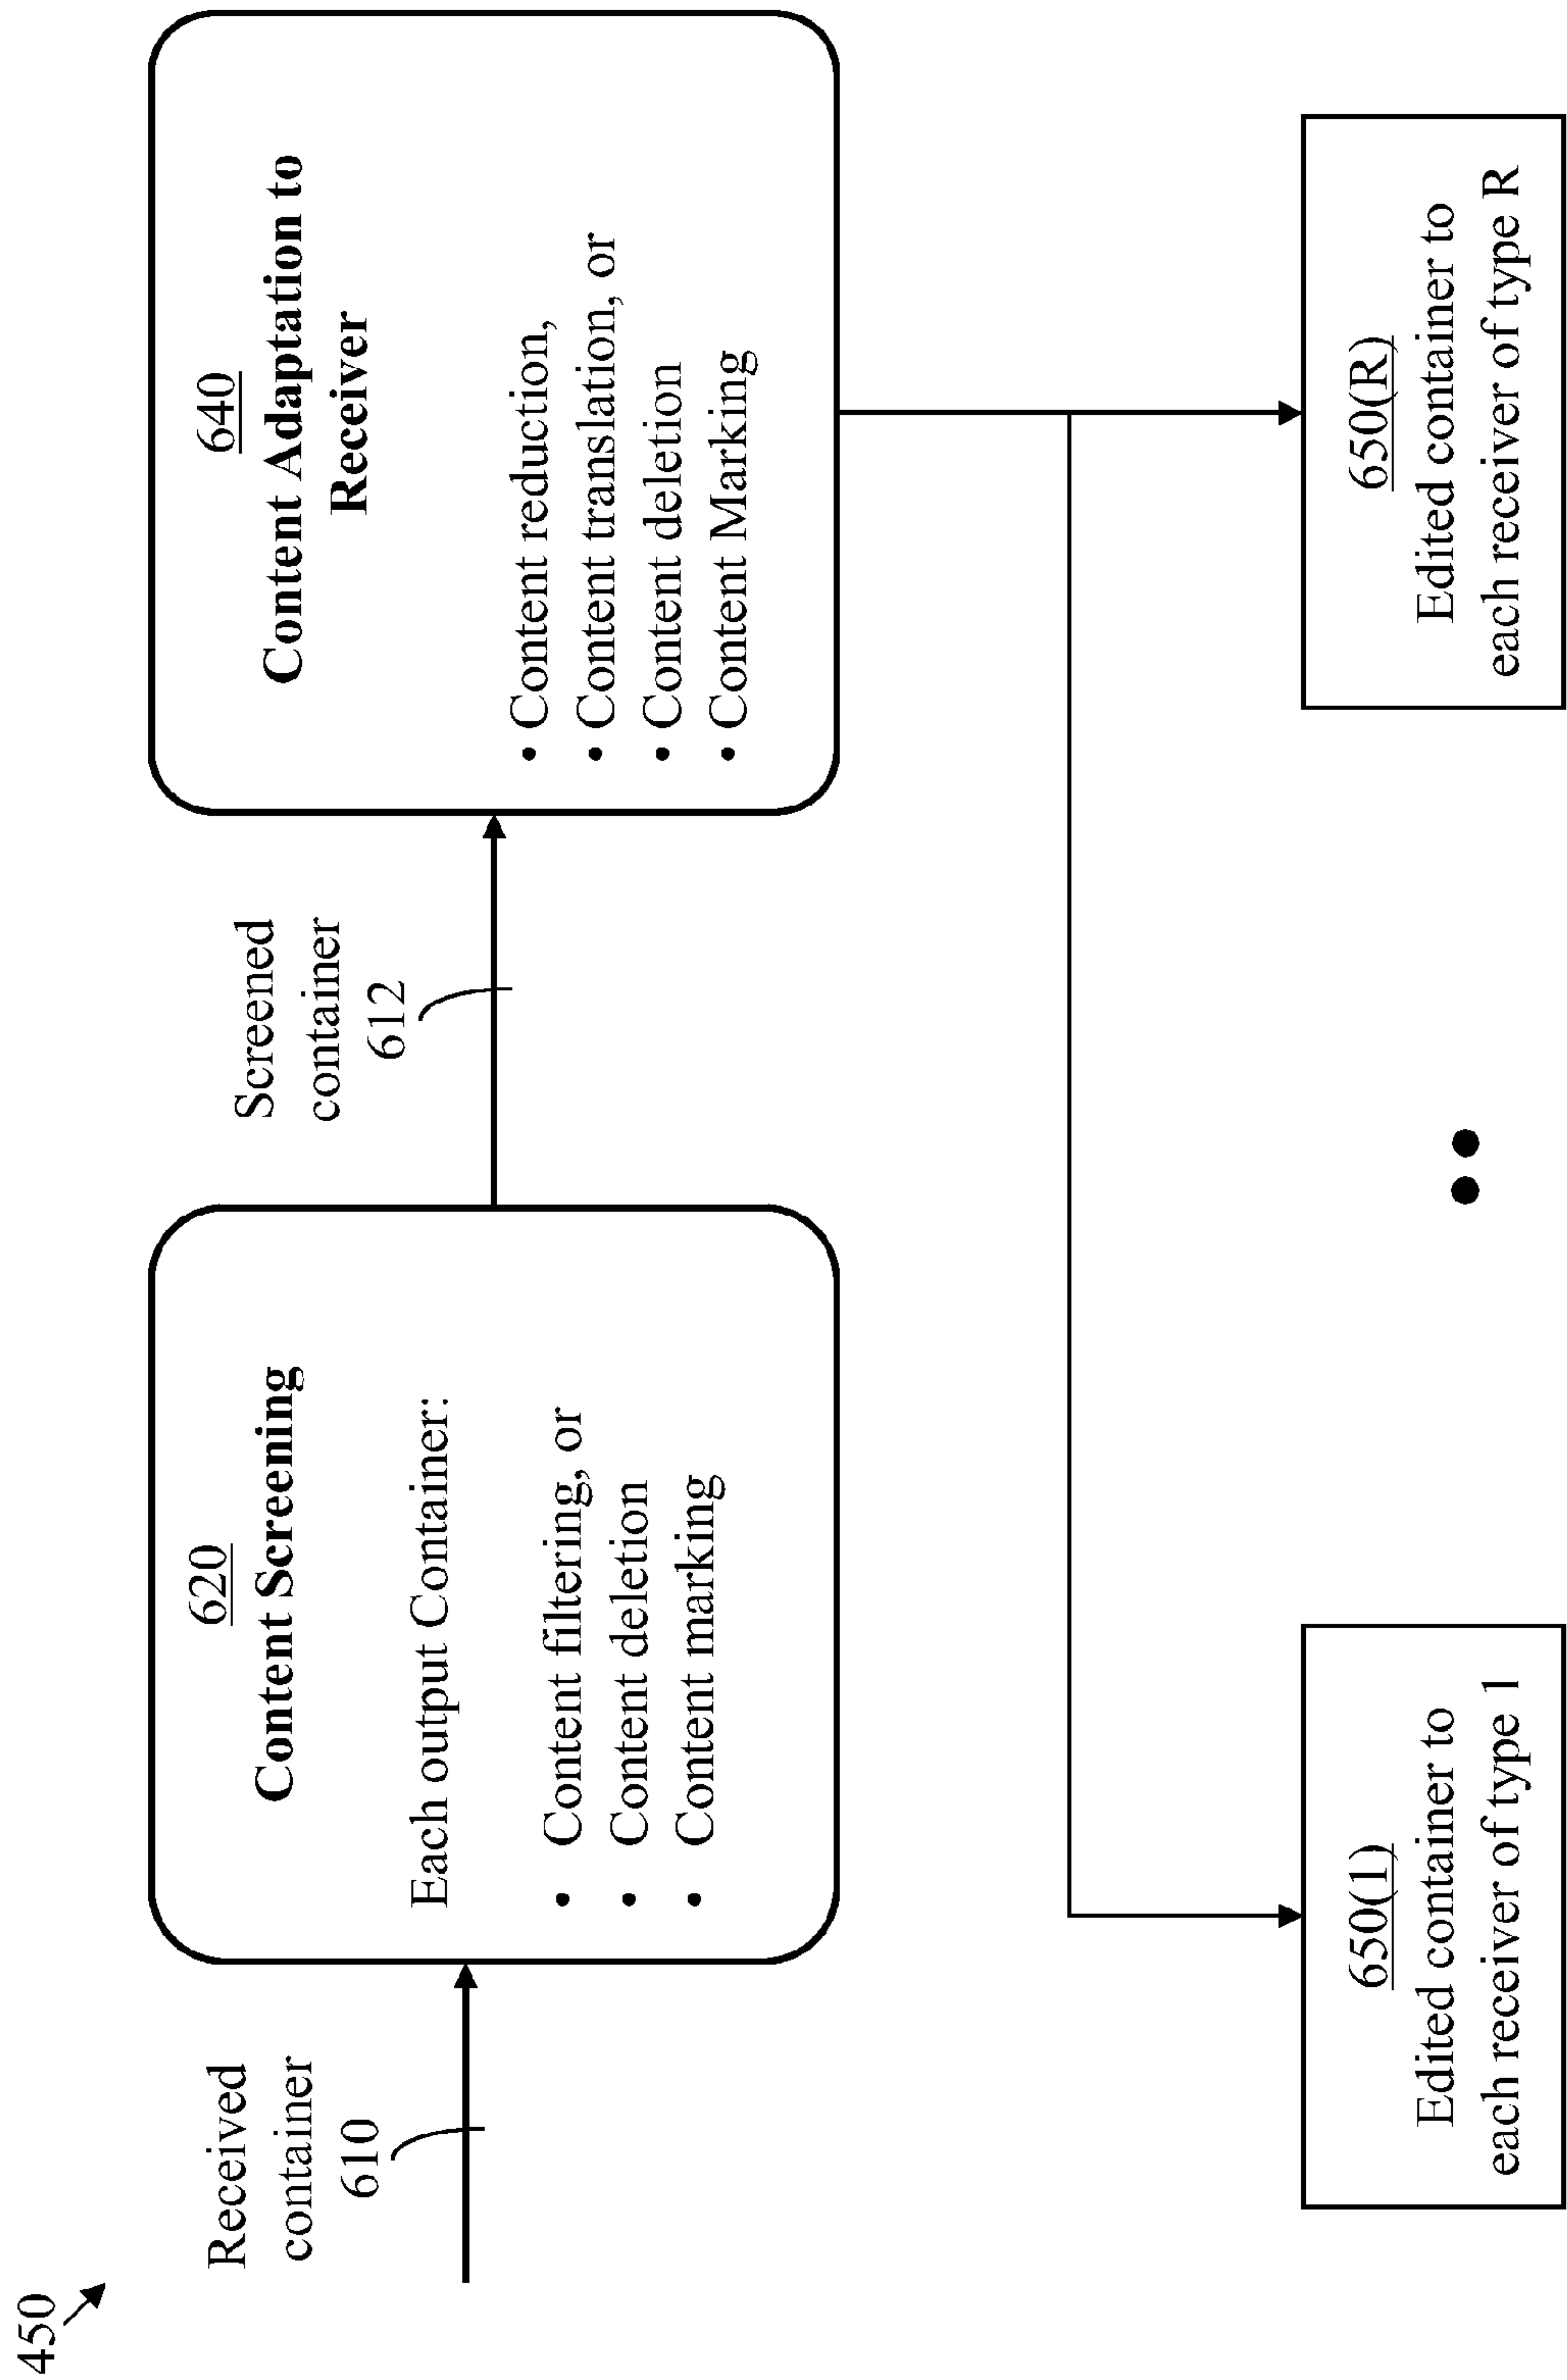 450
Received
container
610
620
Content Screening
Each output Container:
• Content filtering, or
• Content deletion
• Content marking
Screened
container
612
640
Content Adaptation to
Receiver
• Content reduction,
• Content translation, or
• Content deletion
• Content Marking
650(1)
Edited container to
each receiver of type 1
650(R)
Edited container to
each receiver of type R